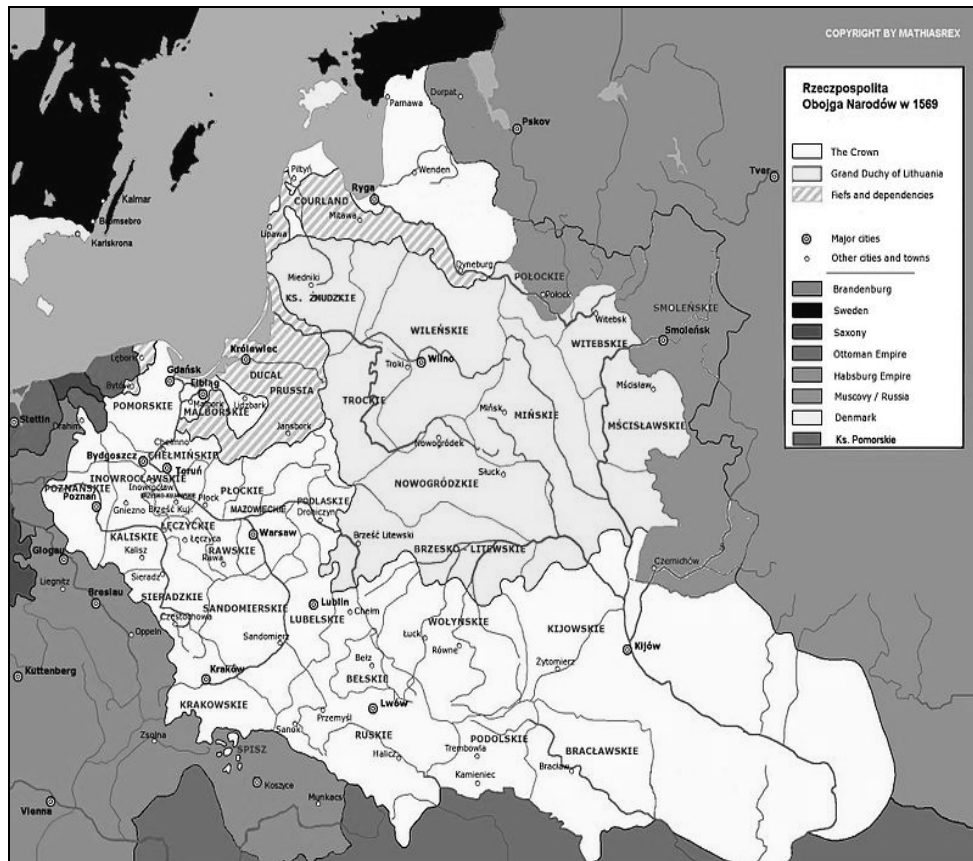 COPYRIGHT BY MATHIASREX
Rzeczpospolita
Obojga Narodów w 1569
The Crown
Grand Duchy of Lithuania
Fiefs and dependencies
Major cities
Other cities and towns
Brandenburg
Sweden
Saxony
Ottoman Empire
Habsburg Empire
Muscovy / Russia
Denmark
Ks. Pomorskie
Parnawa
Dorpat
Pskov
Tver
Wenden
Piltyń
Ryga
Kalmar
COURLAND
Mitawa
Bromsebro
Karlskrona
Lipawa
Dyneburg
Miedniki
KS. ŻMUDZKIE
POŁOCKIE
Połock
SMOLEŃSKIE
Witebsk
WILEŃSKIE
WITEBSKIE
Smoleńsk
Królewiec
Troki
Wilno
Lębork
DUCAL
PRUSSIA
Gdańsk
Elbląg
Bytów
Malbork
Lidzbark
TROCKIE
Mścisław
POMORSKIE
MALBORSKIE
Mińsk
MIŃSKIE
MŚCISŁAWSKIE
Stettin
Drahim
Jansbork
Chełmno
Nowogródek
Bydgoszcz
CHEŁMIŃSKIE
Toruń
Słuck
INOWROCŁAWSKIE
Inowrocław
PŁOCKIE
NOWOGRÓDZKIE
POZNAŃSKIE
Poznań
BRZESKO-KUJAWSKIE
Płock
PODLASKIE
Gniezno
Brześć Kuj.
MAZOWIECKIE
Drohiczyn
ŁĘCZYCKIE
KALISKIE
Łęczyca
Warsaw
Brześć Litewski
RAWSKIE
BRZESKO - LITEWSKIE
Glogau
Kalisz
Rawa
Czernichów
Liegnitz
Sieradz
SIERADZKIE
Breslau
SANDOMIERSKIE
Lublin
LUBELSKIE
Chełm
Częstochowa
WOŁYŃSKIE
KIJOWSKIE
Oppeln
Sandomierz
Łuck
Równe
Kijów
Bełz
Żytomierz
Kuttenberg
Kraków
BEŁSKIE
KRAKOWSKIE
Lwów
Przemyśl
Sanok
RUSKIE
Zsolna
SPISZ
Halicz
Trembowla
PODOLSKIE
BRACŁAWSKIE
Bracław
Koszyce
Kamieniec
Munkacs
Vienna